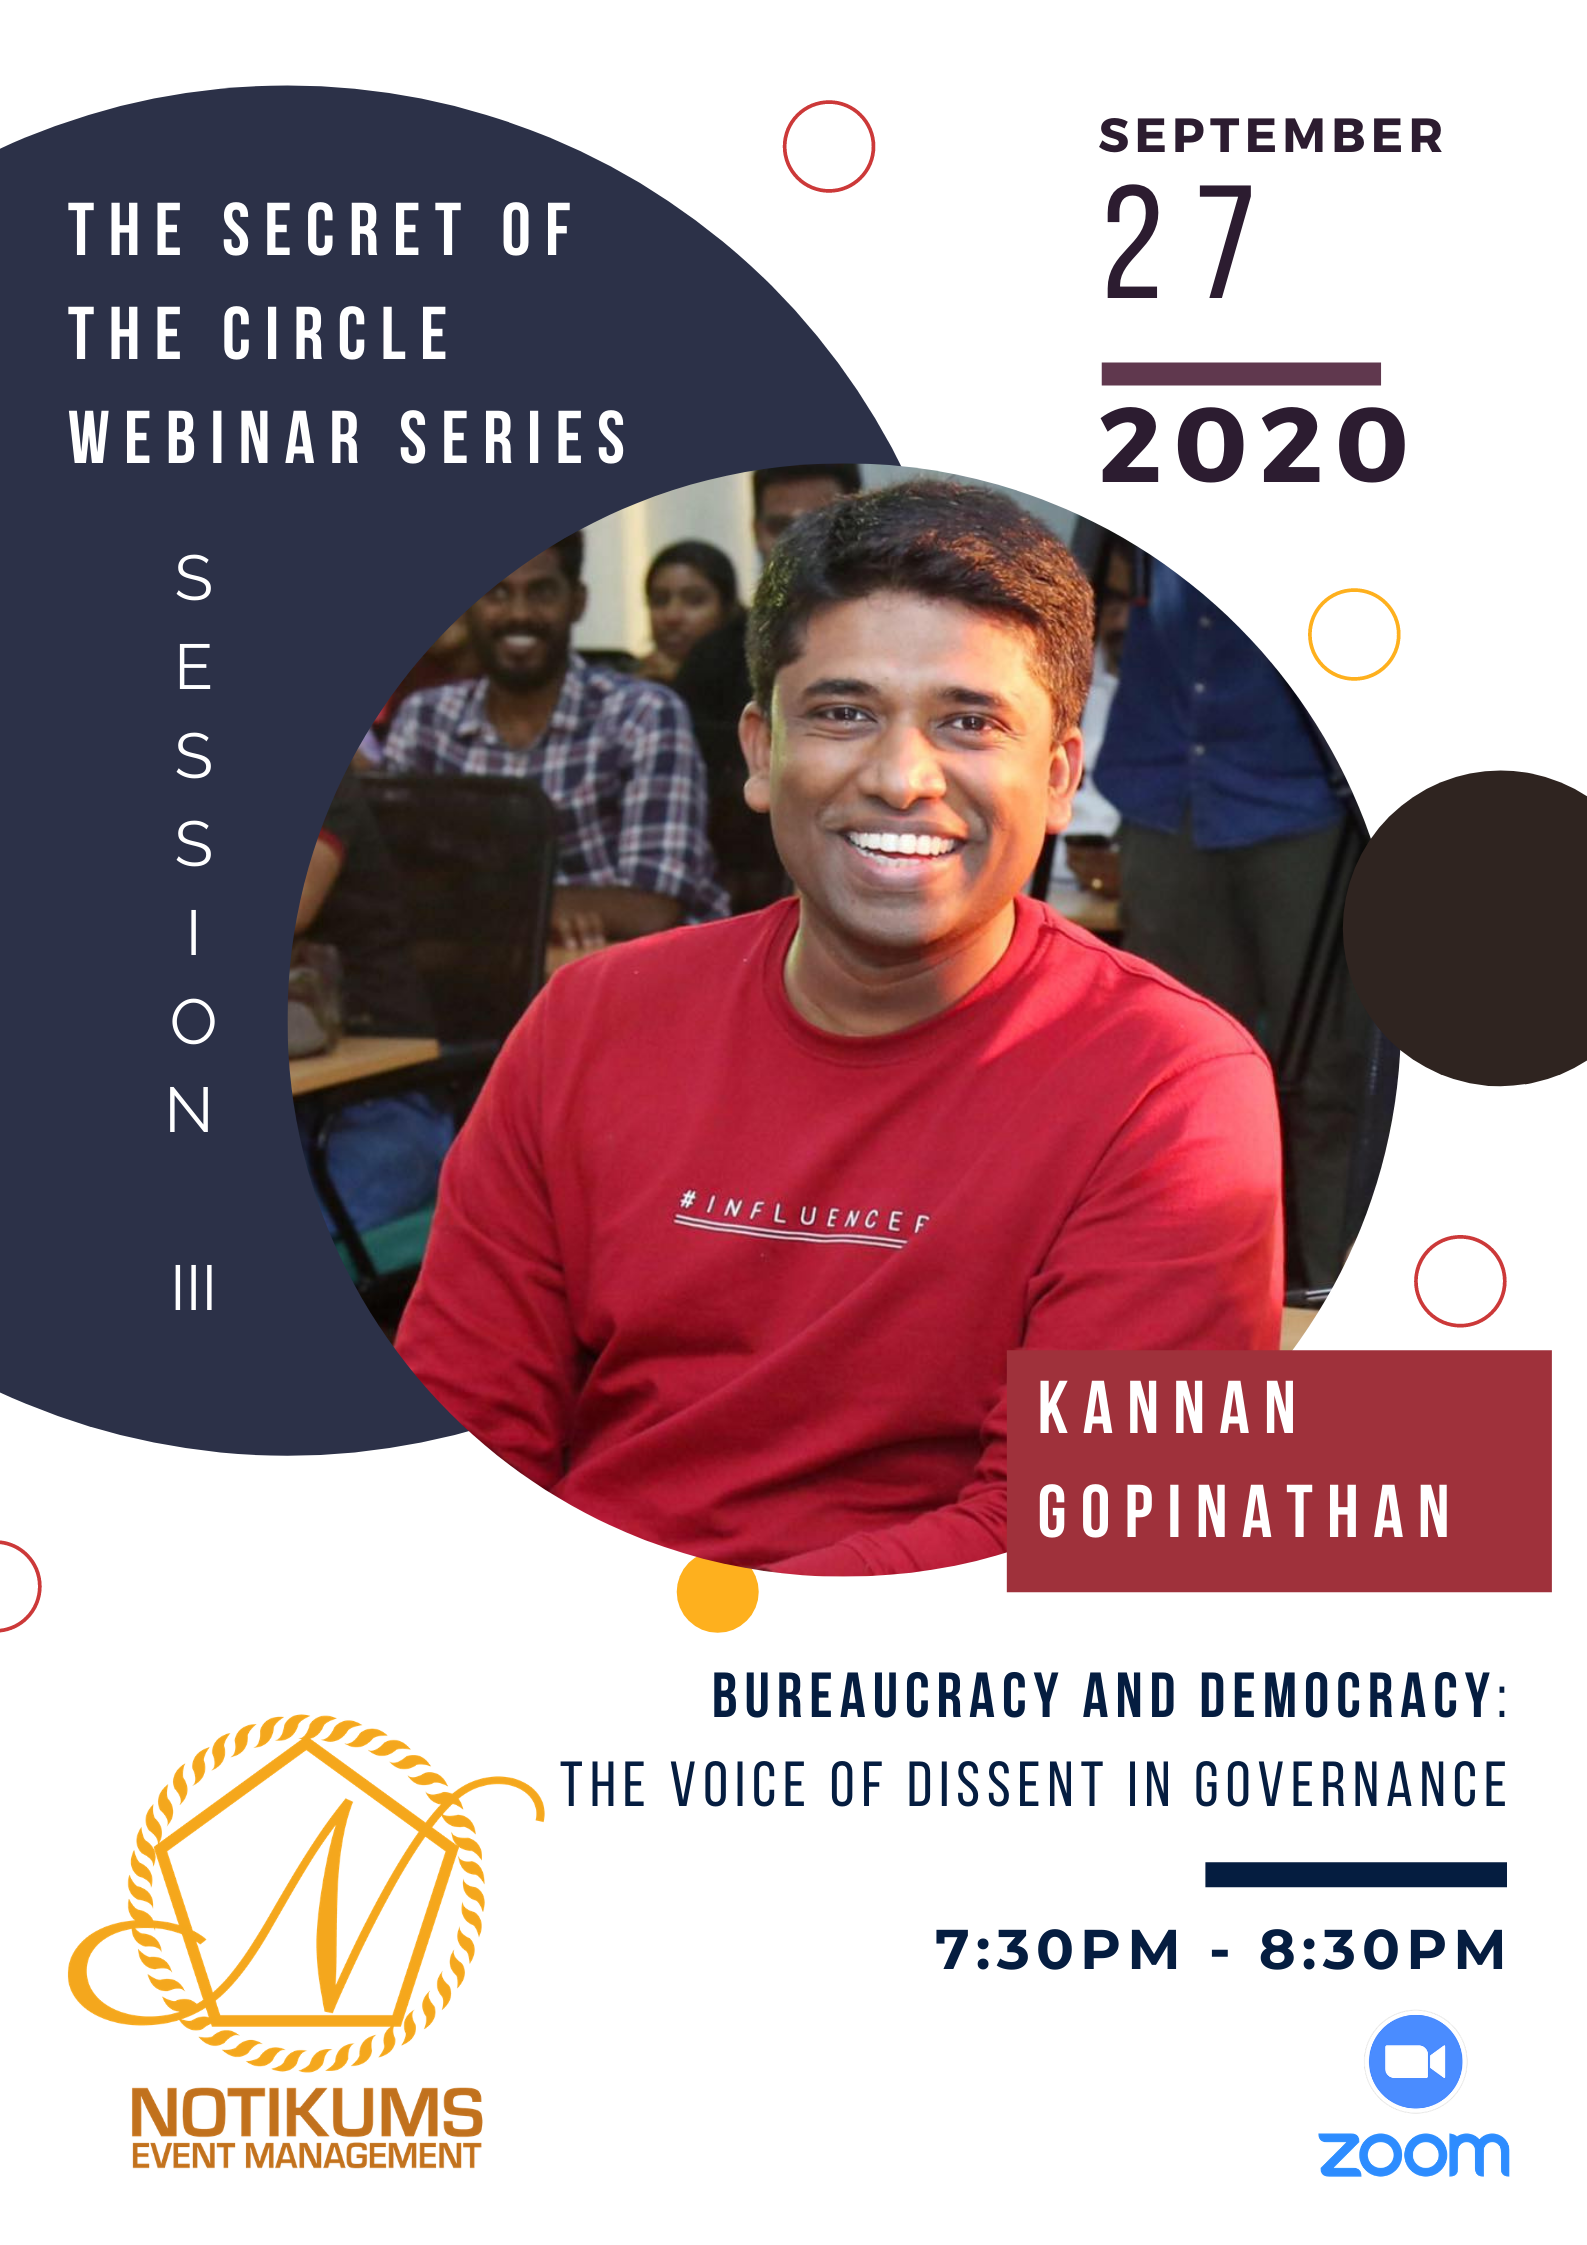 THE SECRET OF
THE CIRCLE
WEBINAR SERIES
SEPTEMBER
27
2020
SESSION III
#INFLUENCER
KANNAN
GOPINATHAN
BUREAUCRACY AND DEMOCRACY:
THE VOICE OF DISSENT IN GOVERNANCE
7:30PM - 8:30PM
N
NOTIKUMS
EVENT MANAGEMENT
zoom